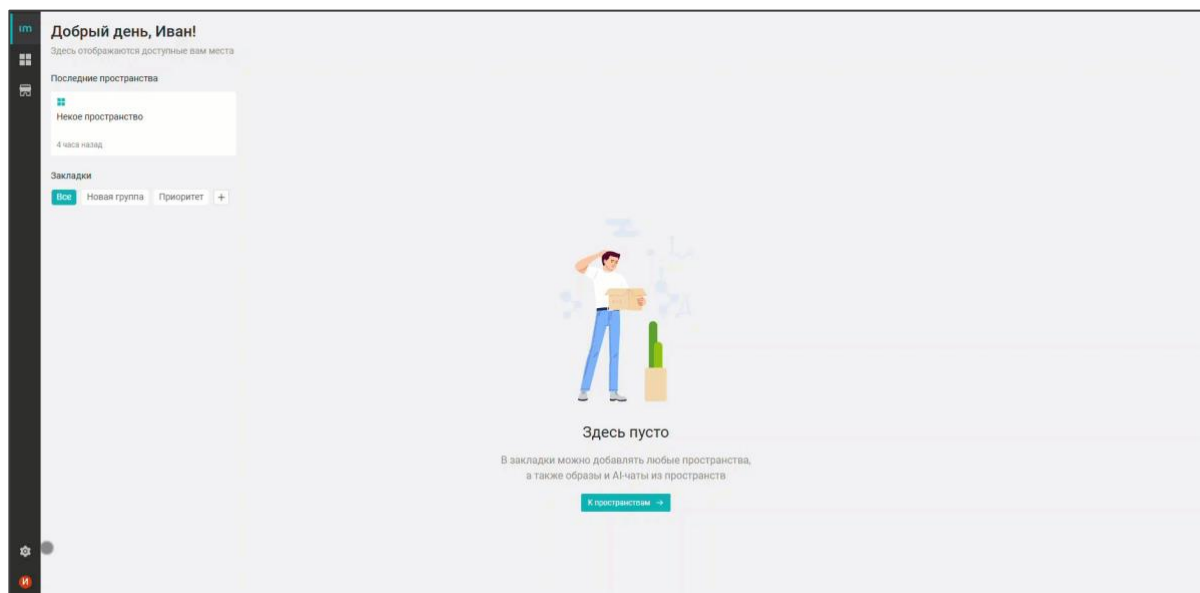 ım
Добрый день, Иван!
Здесь отображаются доступные вам места
Последние пространства
Некое пространство
4 часа назад
Закладки
Все Новая группа Приоритет +
Здесь пусто
В закладки можно добавлять любые пространства,
а также образы и AI-чаты из пространств
К пространствам →
И